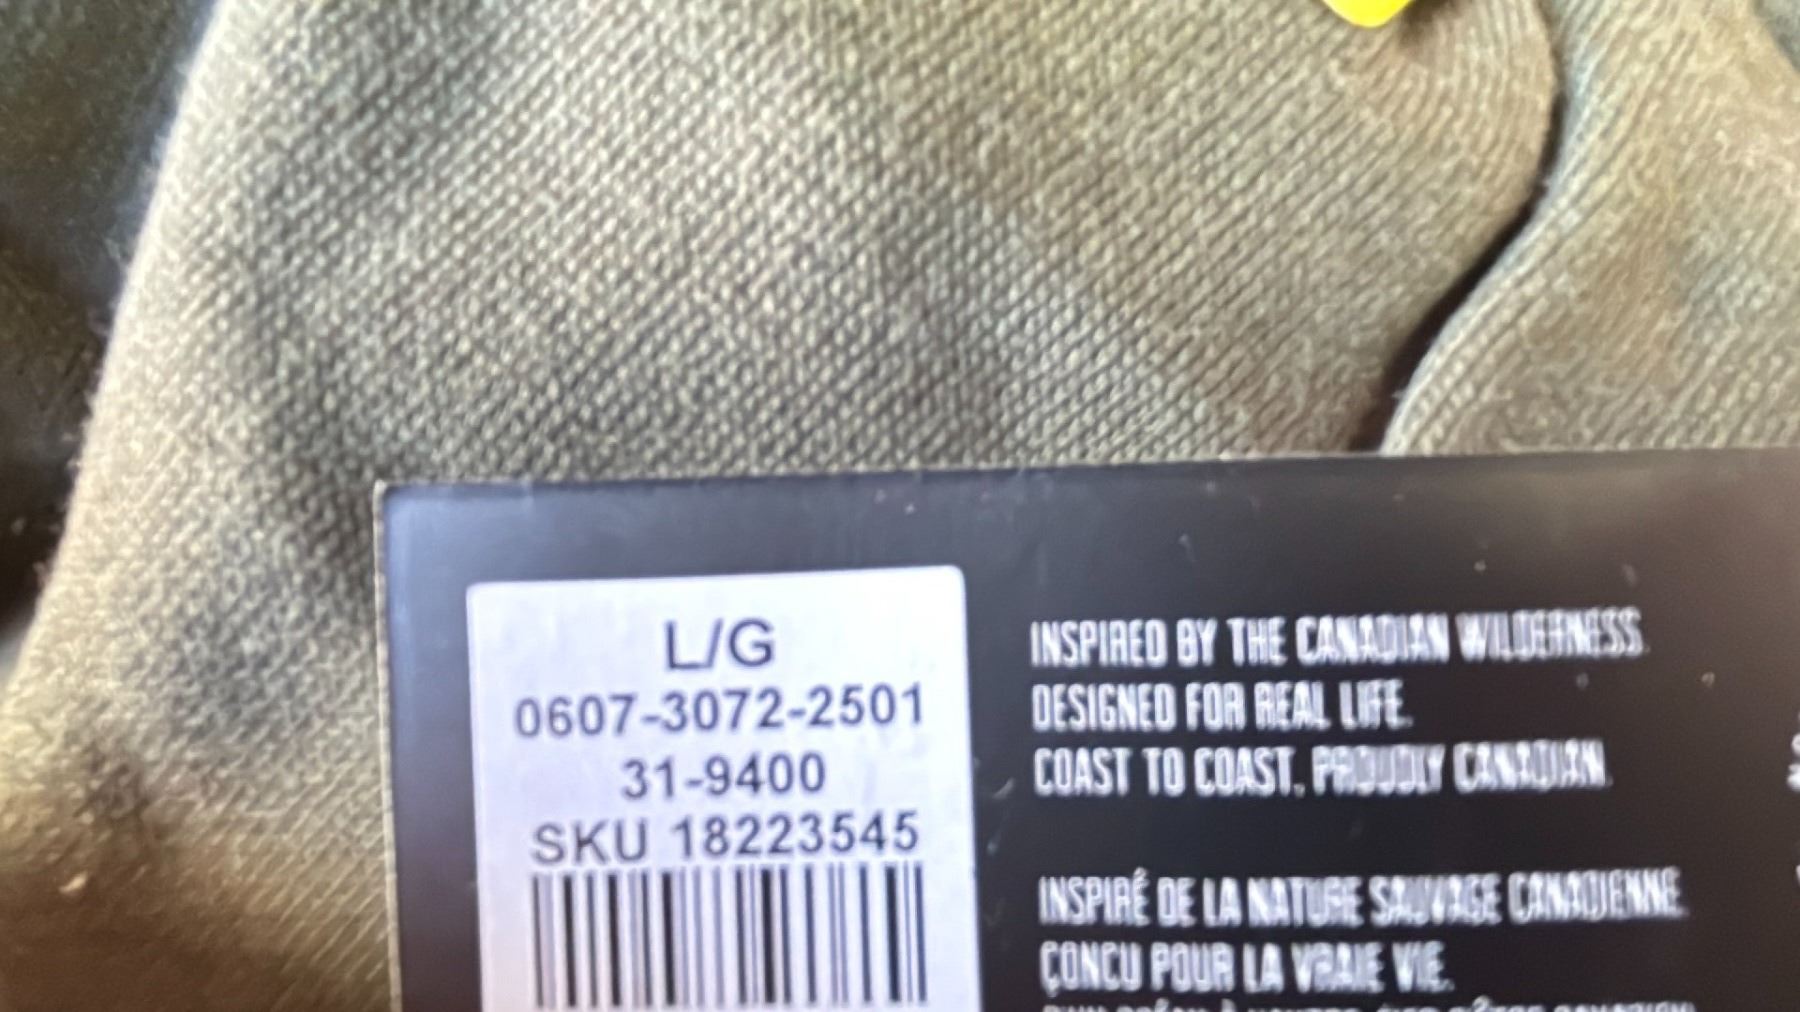 L/G
0607-3072-2501
31-9400
SKU 18223545
INSPIRED BY THE CANADIAN WILDERNESS.
DESIGNED FOR REAL LIFE.
COAST TO COAST, PROUDLY CANADIAN.
INSPIRÉ DE LA NATURE SAUVAGE CANADIENNE.
CONÇU POUR LA VRAIE VIE.